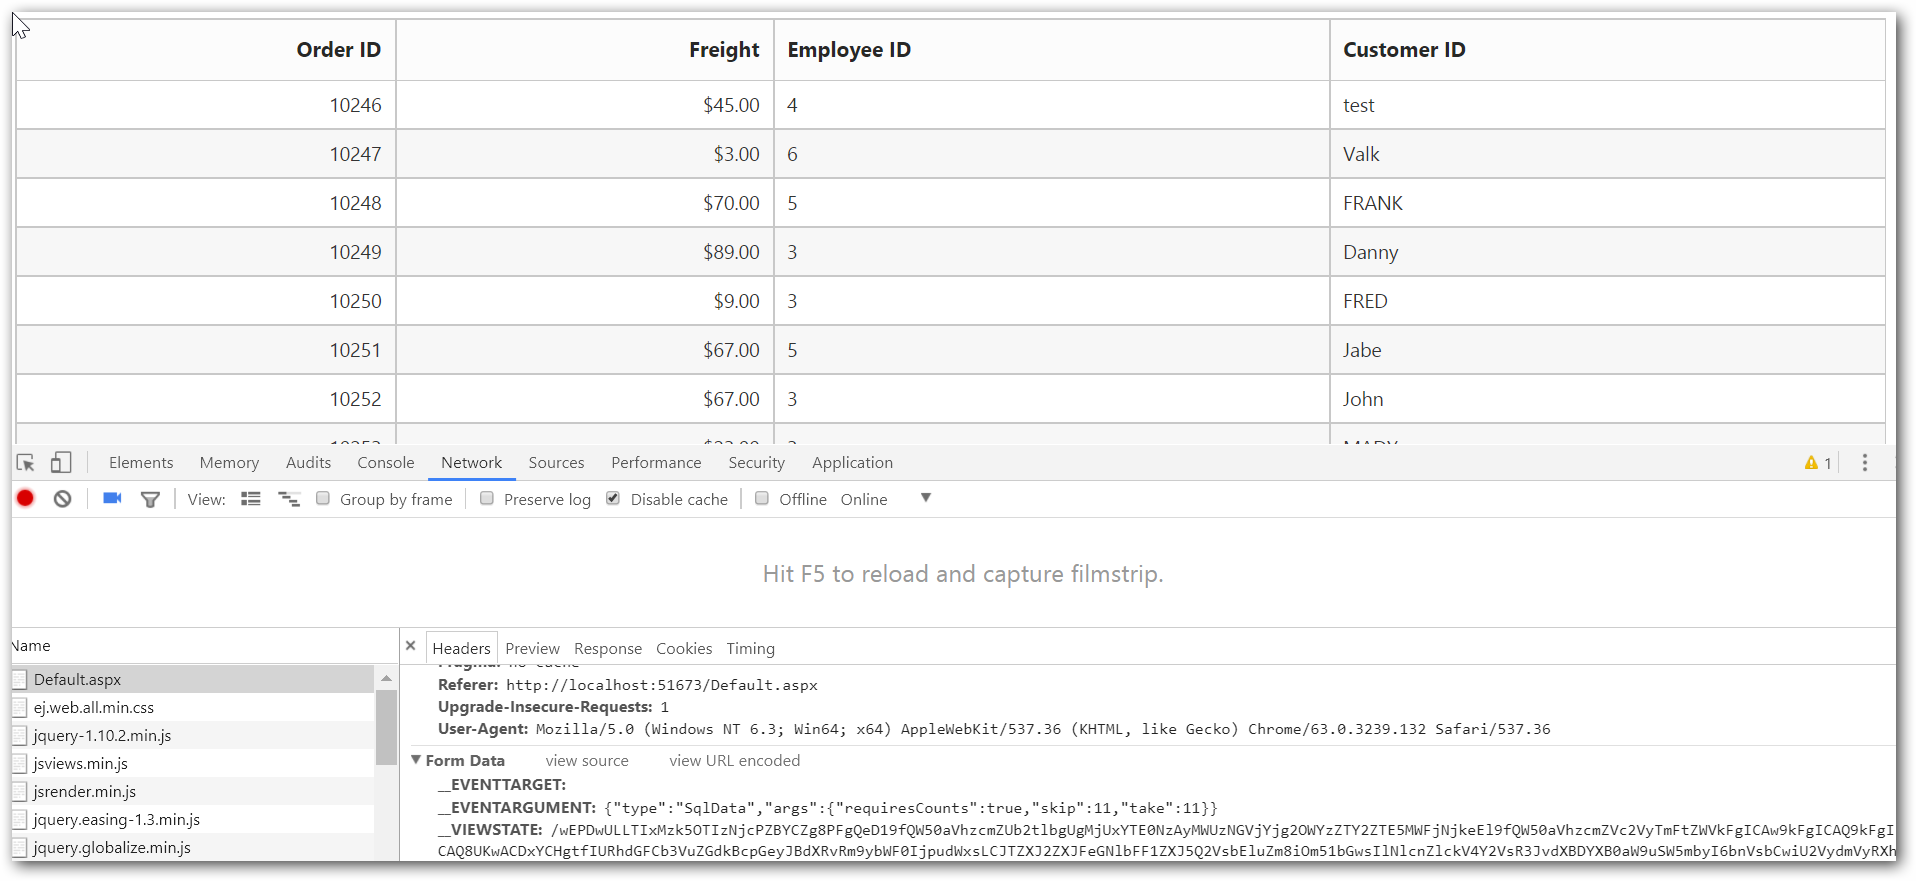 Order ID Freight Employee ID Customer ID
10246 $45.00 4 test
10247 $3.00 6 Valk
10248 $70.00 5 FRANK
10249 $89.00 3 Danny
10250 $9.00 3 FRED
10251 $67.00 5 Jabe
10252 $67.00 3 John
Elements Memory Audits Console Network Sources Performance Security Application 1
View: Group by frame Preserve log Disable cache Offline Online
Hit F5 to reload and capture filmstrip.
Name
Headers Preview Response Cookies Timing
Default.aspx
ej.web.all.min.css
jquery-1.10.2.min.js
jsviews.min.js
jsrender.min.js
jquery.easing-1.3.min.js
jquery.globalize.min.js
Pragma: no-cache
Referer: http://localhost:51673/Default.aspx
Upgrade-Insecure-Requests: 1
User-Agent: Mozilla/5.0 (Windows NT 6.3; Win64; x64) AppleWebKit/537.36 (KHTML, like Gecko) Chrome/63.0.3239.132 Safari/537.36
Form Data view source view URL encoded
__EVENTTARGET:
__EVENTARGUMENT: {"type":"SqlData","args":{"requiresCounts":true,"skip":11,"take":11}}
__VIEWSTATE: /wEPDwULLTIxMzk5OTIzNjcPZBYCZg8PFgQeD19fQW50aVhzcmZUb2tlbgUgMjUxYTE0NzAyMWUzNGVjYjg2OWYzZTY2ZTE5MWFjNjkeEl9fQW50aVhzcmZVc2VyTmFtZWVkFgICAw9kFgICAQ9kFgI
CAQ8UKwACDxYCHgtfIURhdGFCb3VuZGdkBcpGeyJBdXRvRm9ybWF0IjpudWxsLCJTZXJ2ZXJFeGNlbFF1ZXJ5Q2VsbEluZm8iOm51bGwsIlNlcnZlckV4Y2VsR3JvdXBDYXB0aW9uSW5mbyI6bnVsbCwiU2VydmVyRXh